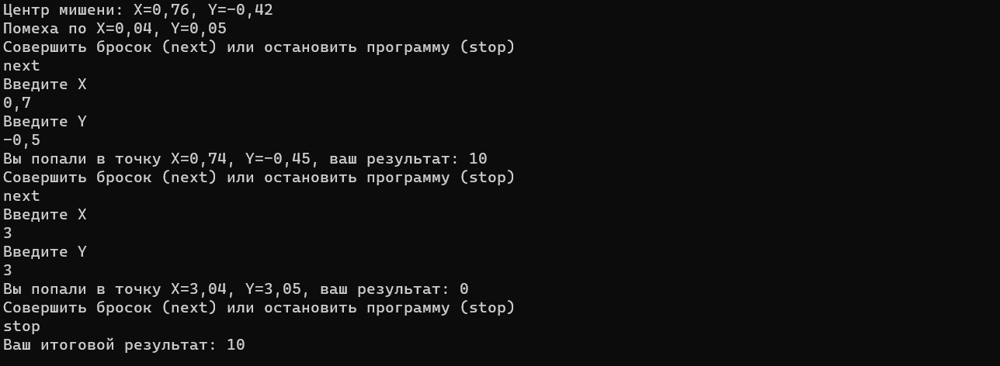 Центр мишени: X=0,76, Y=-0,42
Помеха по X=0,04, Y=0,05
Совершить бросок (next) или остановить программу (stop)
next
Введите X
0,7
Введите Y
-0,5
Вы попали в точку X=0,74, Y=-0,45, ваш результат: 10
Совершить бросок (next) или остановить программу (stop)
next
Введите X
3
Введите Y
3
Вы попали в точку X=3,04, Y=3,05, ваш результат: 0
Совершить бросок (next) или остановить программу (stop)
stop
Ваш итоговой результат: 10